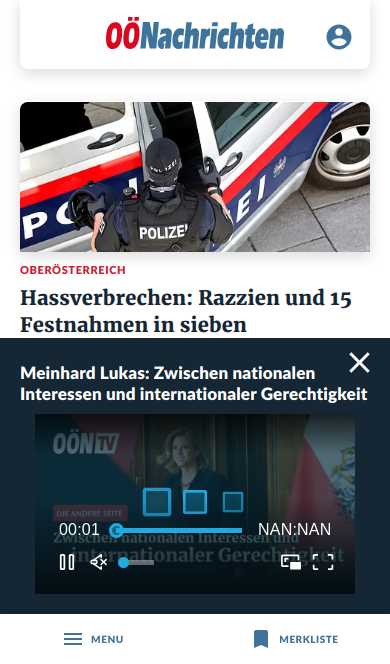 OÖNachrichten
POLIZEI
POLIZEI
OBERÖSTERREICH
Hassverbrechen: Razzien und 15
Festnahmen in sieben
Meinhard Lukas: Zwischen nationalen
Interessen und internationaler Gerechtigkeit
OÖN TV
DIE ANDERE SEITE
00:01
NAN:NAN
Zwischen nationalen Interessen und
internationaler Gerechtigkeit
MENU
MERKLISTE